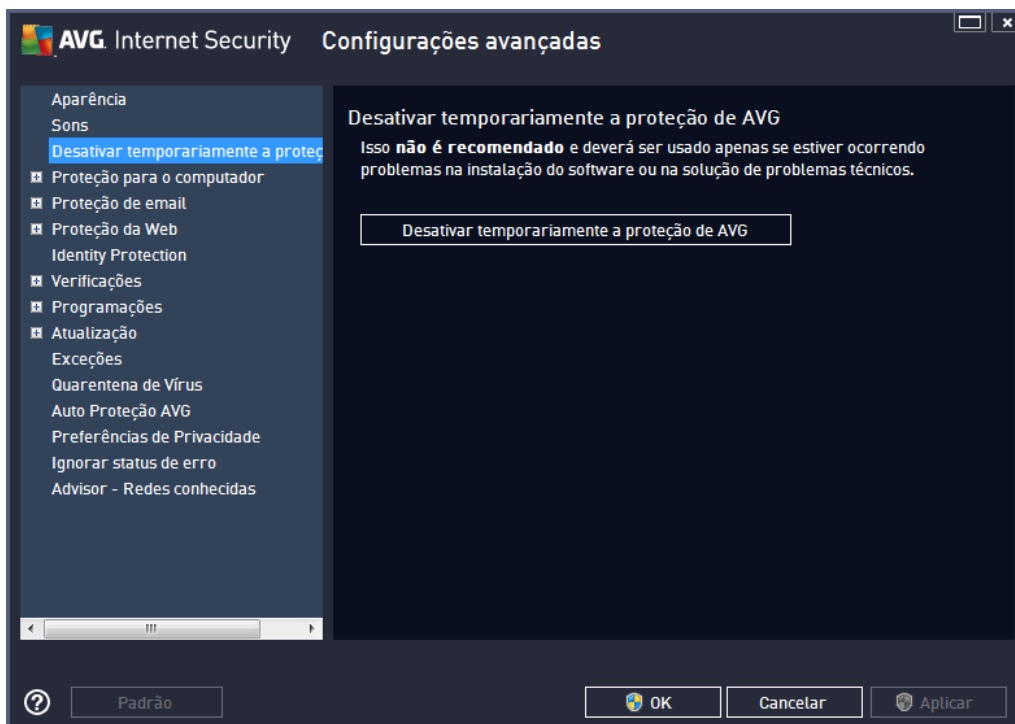 AVG. Internet Security Configurações avançadas
Aparência
Sons
Desativar temporariamente a proteç
Proteção para o computador
Proteção de email
Proteção da Web
Identity Protection
Verificações
Programações
Atualização
Exceções
Quarentena de Vírus
Auto Proteção AVG
Preferências de Privacidade
Ignorar status de erro
Advisor - Redes conhecidas
Desativar temporariamente a proteção de AVG
Isso não é recomendado e deverá ser usado apenas se estiver ocorrendo
problemas na instalação do software ou na solução de problemas técnicos.
Desativar temporariamente a proteção de AVG
? Padrão OK Cancelar Aplicar